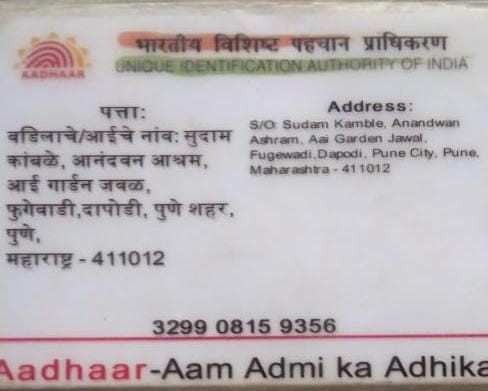 भारतीय विशिष्ट पहचान प्राधिकरण
AADHAAR
UNIQUE IDENTIFICATION AUTHORITY OF INDIA
पत्ता:
वडिलाचे/आईचे नांव: सुदाम
कांबळे, आनंदवन आश्रम,
आई गार्डन जवळ,
फुगेवाडी,दापोडी, पुणे शहर,
पुणे,
महाराष्ट्र - 411012
Address:
S/O: Sudam Kamble, Anandwan
Ashram, Aai Garden Jawal,
Fugewadi,Dapodi, Pune City, Pune,
Maharashtra - 411012
3299 0815 9356
Aadhaar-Aam Admi ka Adhika